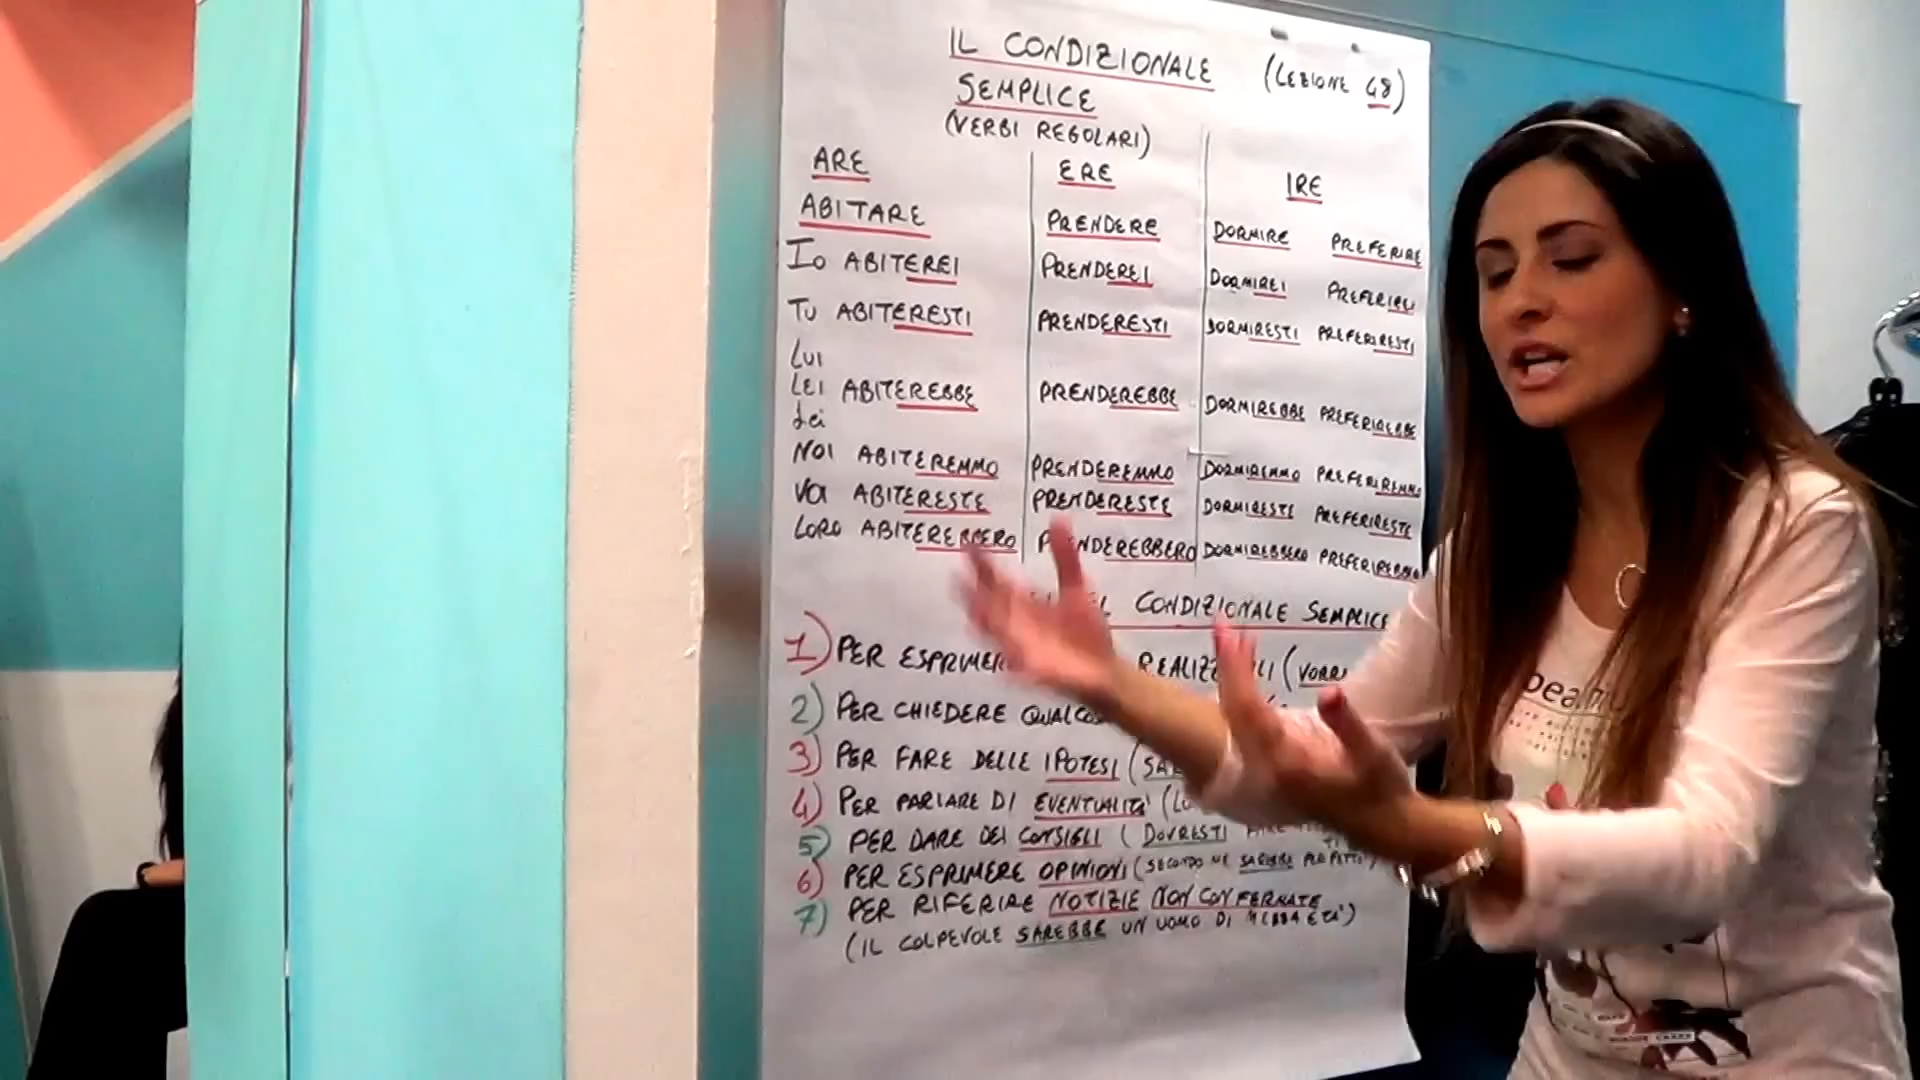 IL CONDIZIONALE (LEZIONE 48)
SEMPLICE
(VERBI REGOLARI)
ARE ERE IRE
ABITARE PRENDERE DORMIRE PREFERIRE
IO ABITEREI PRENDEREI DORMIREI PREFERIREI
TU ABITERESTI PRENDERESTI DORMIRESTI PREFERIRESTI
LUI
LEI ABITEREBBE PRENDEREBBE DORMIREBBE PREFERIREBBE
Lei
NOI ABITEREMMO PRENDEREMMO DORMIREMMO PREFERIREMMO
VOI ABITERESTE PRENDERESTE DORMIRESTE PREFERIRESTE
LORO ABITEREBBERO PRENDEREBBERO DORMIREBBERO PREFERIREBBERO
CONDIZIONALE SEMPLICE
1) PER ESPRIMERE (
2) PER CHIEDERE
3) PER FARE DELLE IPOTESI (
4) PER PARLARE DI EVENTUALITA' (
5) PER DARE DEI CONSIGLI ( DOVRESTI
6) PER ESPRIMERE OPINIONI (SECONDO ME SAREBBE PERFETTO)
7) PER RIFERIRE NOTIZIE NON CONFERMATE
(IL COLPEVOLE SAREBBE UN UOMO DI MEZZA ETA')